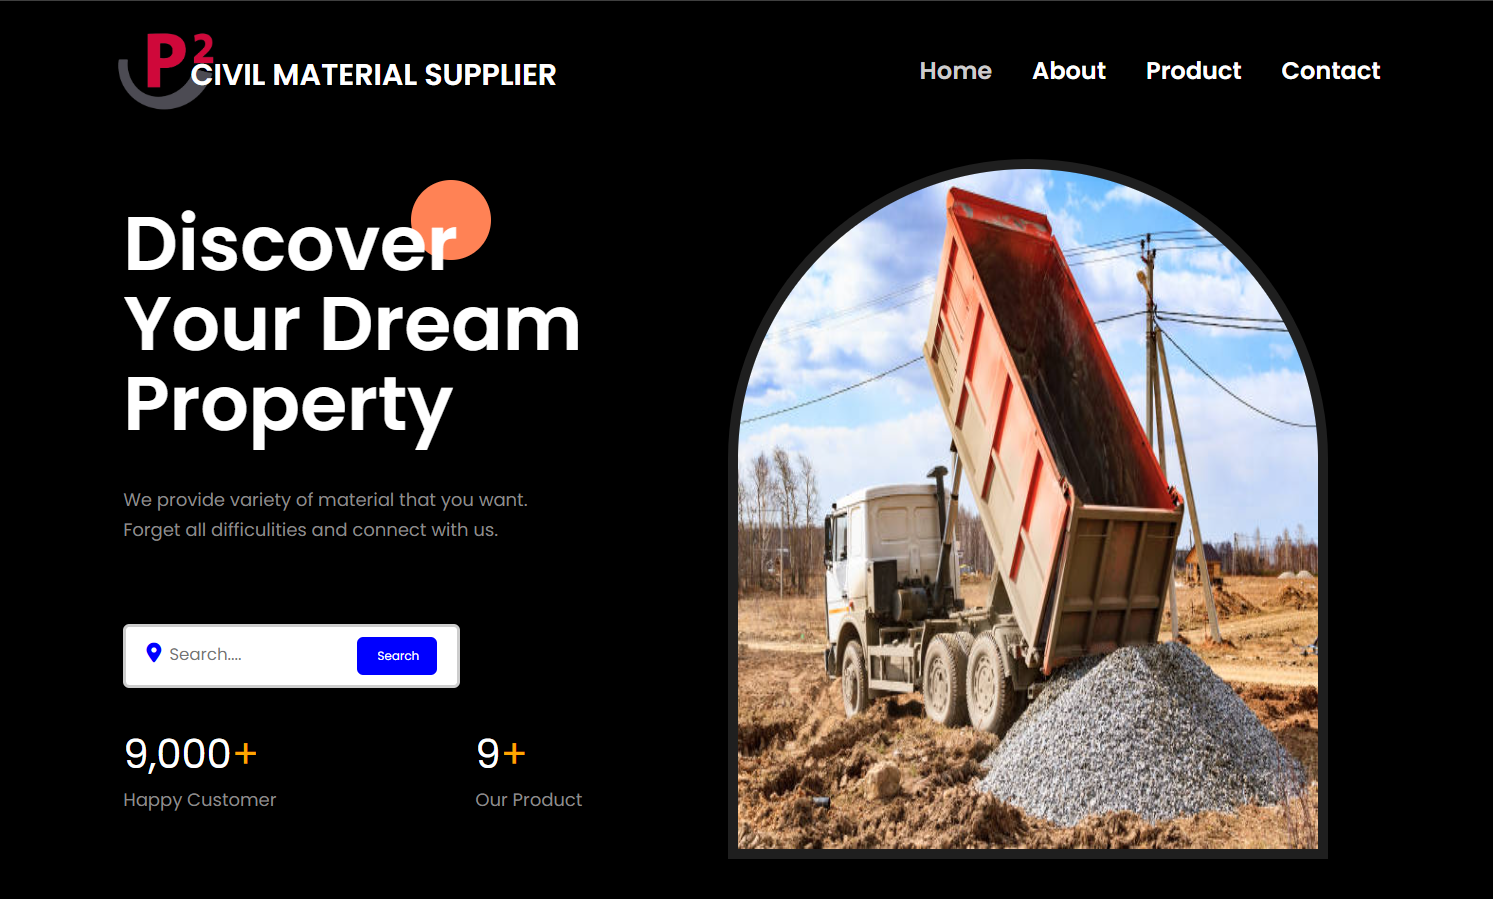 P2
CIVIL MATERIAL SUPPLIER
Home
About
Product
Contact
Discover
Your Dream
Property
We provide variety of material that you want.
Forget all difficulities and connect with us.
Search....
Search
9,000+
9+
Happy Customer
Our Product